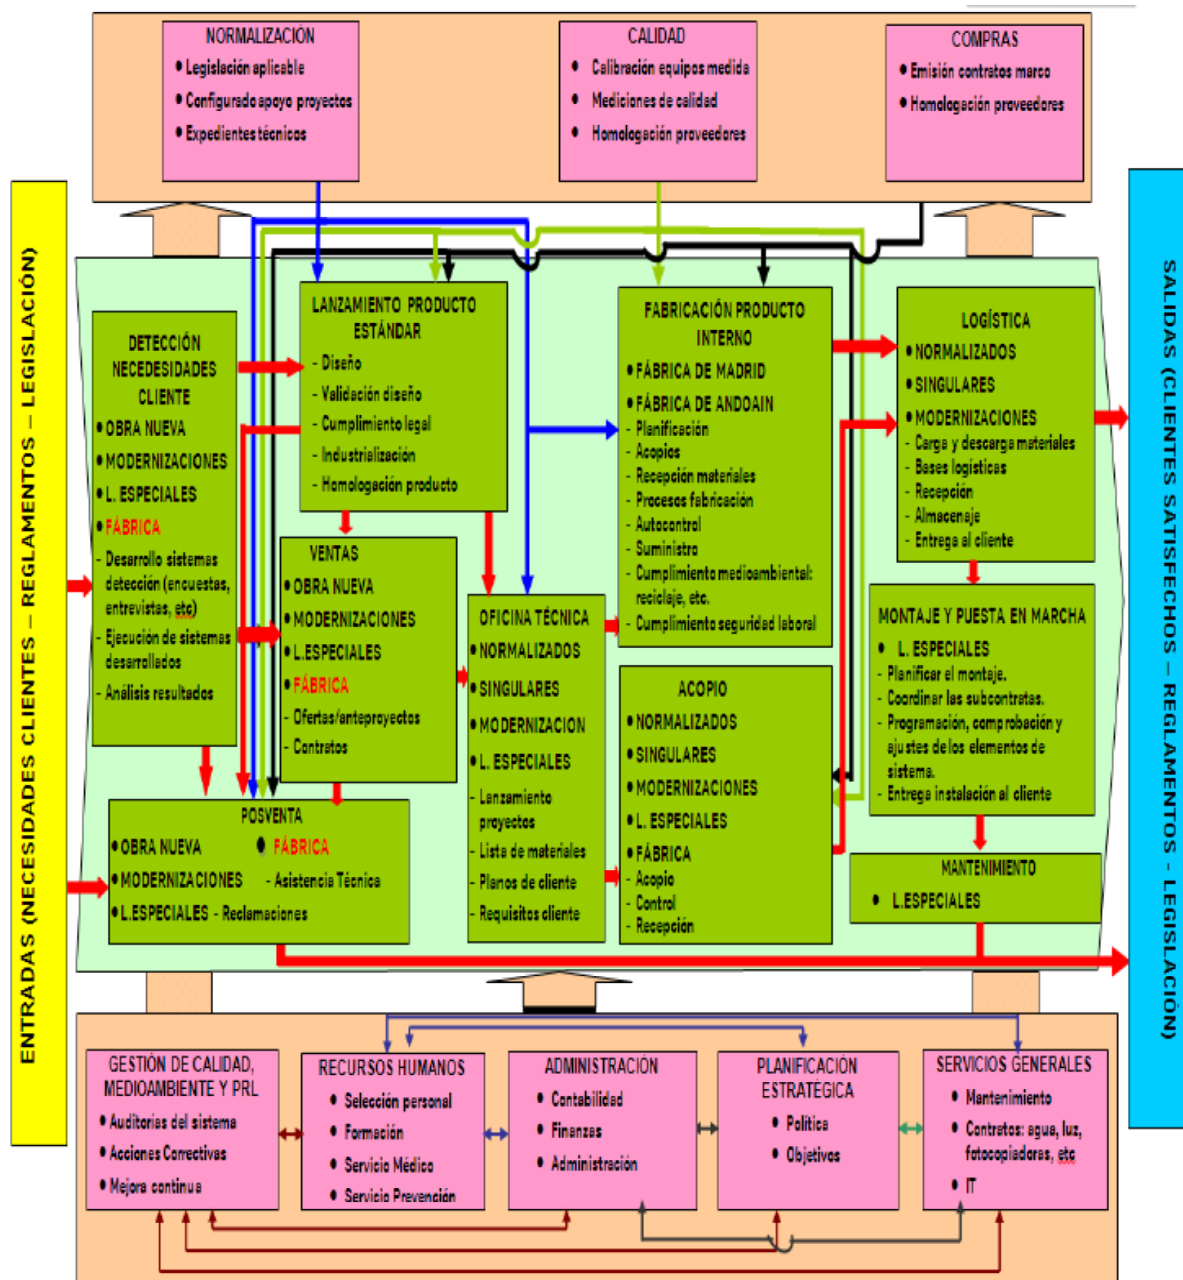 NORMALIZACIÓN
• Legislación aplicable
• Configurado apoyo proyectos
• Expedientes técnicos
CALIDAD
• Calibración equipos medida
• Mediciones de calidad
• Homologación proveedores
COMPRAS
• Emisión contratos marco
• Homologación proveedores
ENTRADAS (NECESIDADES CLIENTES – REGLAMENTOS – LEGISLACIÓN)
DETECCIÓN
NECEDESIDADES
CLIENTE
• OBRA NUEVA
• MODERNIZACIONES
• L. ESPECIALES
• FÁBRICA
- Desarrollo sistemas
detección (encuestas,
entrevistas, etc)
- Ejecución de sistemas
desarrollados
- Análisis resultados
LANZAMIENTO PRODUCTO
ESTÁNDAR
- Diseño
- Validación diseño
- Cumplimiento legal
- Industrialización
- Homologación producto
VENTAS
• OBRA NUEVA
• MODERNIZACIONES
• L.ESPECIALES
• FÁBRICA
- Ofertas/anteproyectos
- Contratos
POSVENTA
• OBRA NUEVA • FÁBRICA
• MODERNIZACIONES - Asistencia Técnica
• L.ESPECIALES - Reclamaciones
OFICINA TÉCNICA
• NORMALIZADOS
• SINGULARES
• MODERNIZACION
• L. ESPECIALES
- Lanzamiento
proyectos
- Lista de materiales
- Planos de cliente
- Requisitos cliente
FABRICACIÓN PRODUCTO
INTERNO
• FÁBRICA DE MADRID
• FÁBRICA DE ANDOAIN
- Planificación
- Acopios
- Recepción materiales
- Procesos fabricación
- Autocontrol
- Suministro
- Cumplimiento medioambiental:
reciclaje, etc.
- Cumplimiento seguridad laboral
ACOPIO
• NORMALIZADOS
• SINGULARES
• MODERNIZACIONES
• L. ESPECIALES
• FÁBRICA
- Acopio
- Control
- Recepción
LOGÍSTICA
• NORMALIZADOS
• SINGULARES
• MODERNIZACIONES
- Carga y descarga materiales
- Bases logísticas
- Recepción
- Almacenaje
- Entrega al cliente
MONTAJE Y PUESTA EN MARCHA
• L. ESPECIALES
- Planificar el montaje.
- Coordinar las subcontratas.
- Programación, comprobación y
ajustes de los elementos de
sistema.
- Entrega instalación al cliente
MANTENIMIENTO
• L.ESPECIALES
SALIDAS (CLIENTES SATISFECHOS – REGLAMENTOS - LEGISLACIÓN)
GESTIÓN DE CALIDAD,
MEDIOAMBIENTE Y PRL
• Auditorias del sistema
• Acciones Correctivas
• Mejora continua
RECURSOS HUMANOS
• Selección personal
• Formación
• Servicio Médico
• Servicio Prevención
ADMINISTRACIÓN
• Contabilidad
• Finanzas
• Administración
PLANIFICACIÓN
ESTRATÉGICA
• Política
• Objetivos
SERVICIOS GENERALES
• Mantenimiento
• Contratos: agua, luz,
fotocopiadoras, etc
• IT